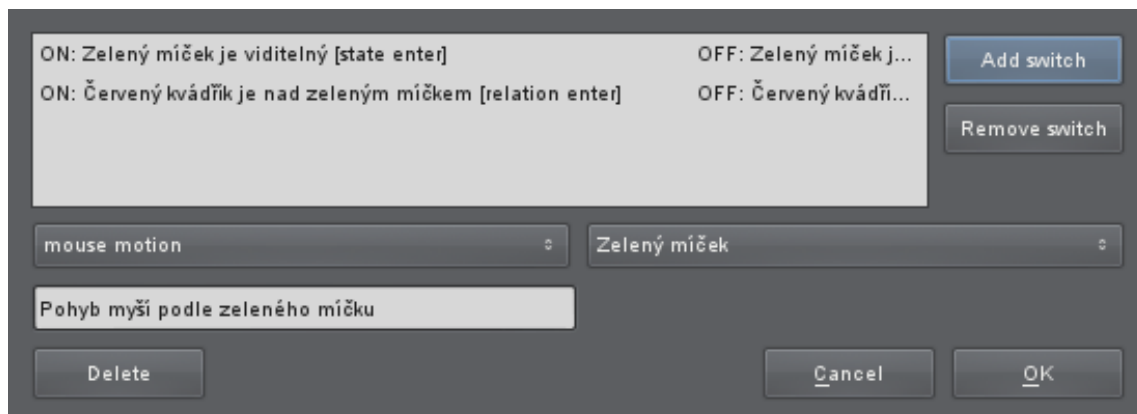 ON: Zelený míček je viditelný [state enter] OFF: Zelený míček j...
ON: Červený kvádřík je nad zeleným míčkem [relation enter] OFF: Červený kvádří...
Add switch
Remove switch
mouse motion Zelený míček
Pohyb myší podle zeleného míčku
Delete Cancel OK